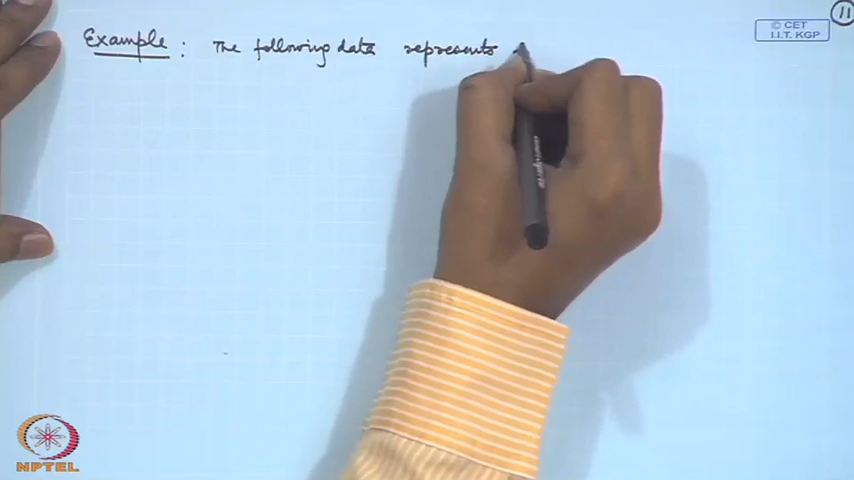 Example : The following data represents
© CET
I.I.T. KGP
11
NPTEL